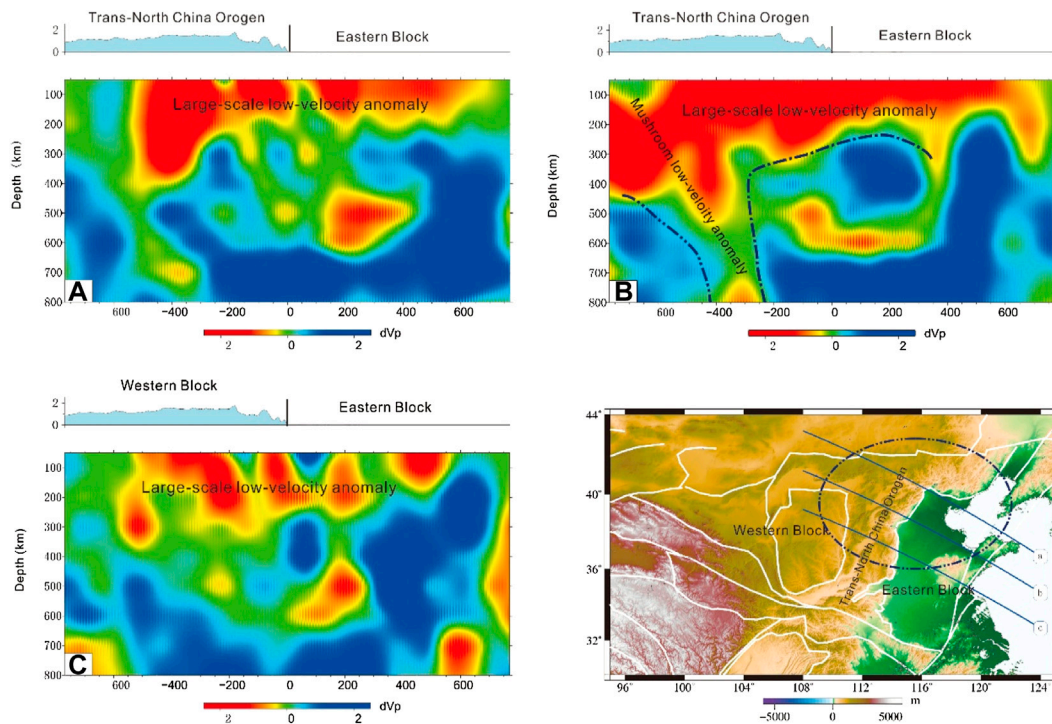 Trans-North China Orogen
Eastern Block
2
0
Large-scale low-velocity anomaly
Depth (km)
100
200
300
400
500
600
700
800
A
600 −400 −200 0 200 400 600
2 0 2 dVp
Trans-North China Orogen
Eastern Block
2
0
Large-scale low-velocity anomaly
Mushroom low-veloity anomaly
Depth (km)
100
200
300
400
500
600
700
800
B
600 −400 −200 0 200 400 600
2 0 2 dVp
Western Block
Eastern Block
2
0
Large-scale low-velocity anomaly
Depth (km)
100
200
300
400
500
600
700
800
C
600 −400 −200 0 200 400 600
2 0 2 dVp
44°
40°
36°
32°
Western Block
Trans-North China Orogen
Eastern Block
a
b
c
96° 100° 104° 108° 112° 116° 120° 124°
m
−5000 0 5000